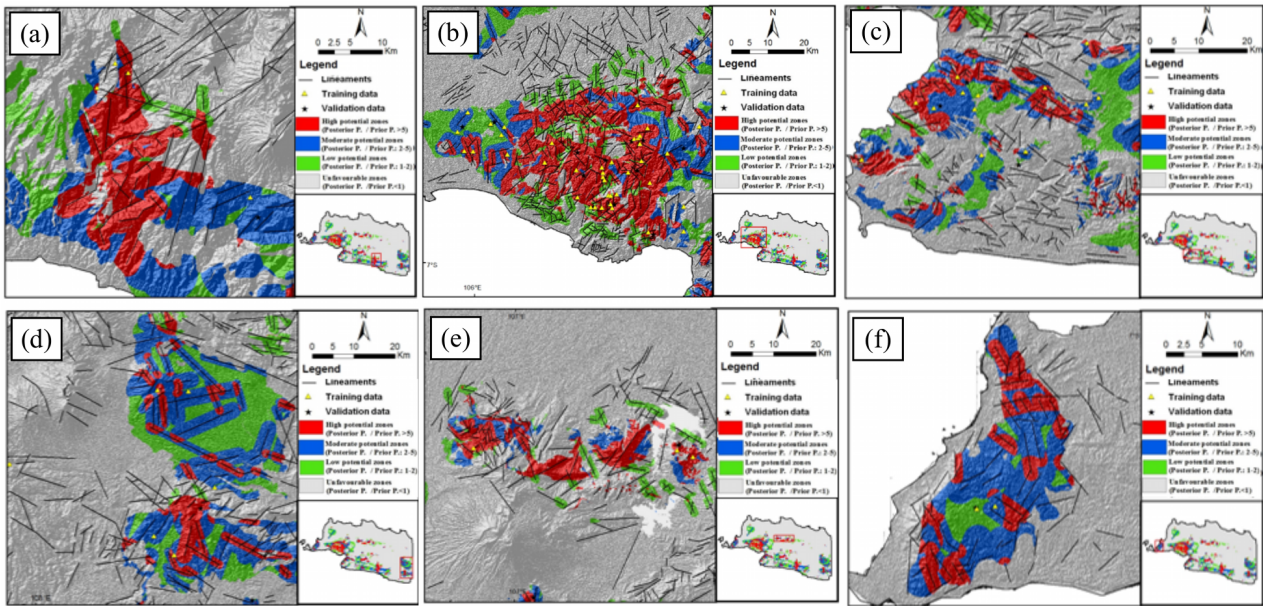 (a)
N
0 2.5 5 10
Km
Legend
Lineaments
Training data
Validation data
High potential zones
(Posterior P. / Prior P. >5)
Moderate potential zones
(Posterior P. / Prior P.: 2-5)
Low potential zones
(Posterior P. / Prior P.: 1-2)
Unfavourable zones
(Posterior P. /Prior P.<1)
(b)
N
0 5 10 20
Km
Legend
Lineaments
Training data
Validation data
High potential zones
(Posterior P. / Prior P. >5)
Moderate potential zones
(Posterior P. / Prior P.: 2-5)
Low potential zones
(Posterior P. / Prior P.: 1-2)
Unfavourable zones
(Posterior P. /Prior P.<1)
7°S
106°E
(c)
N
0 5 10 20
Km
Legend
Lineaments
Training data
Validation data
High potential zones
(Posterior P. / Prior P. >5)
Moderate potential zones
(Posterior P. / Prior P.: 2-5)
Low potential zones
(Posterior P. / Prior P.: 1-2)
Unfavourable zones
(Posterior P. /Prior P.<1)
(d)
N
0 5 10 20
Km
Legend
Lineaments
Training data
Validation data
High potential zones
(Posterior P. / Prior P. >5)
Moderate potential zones
(Posterior P. / Prior P.: 2-5)
Low potential zones
(Posterior P. / Prior P.: 1-2)
Unfavourable zones
(Posterior P. /Prior P.<1)
(e)
N
0 5 10 20
Km
Legend
Lineaments
Training data
Validation data
High potential zones
(Posterior P. / Prior P. >5)
Moderate potential zones
(Posterior P. / Prior P.: 2-5)
Low potential zones
(Posterior P. / Prior P.: 1-2)
Unfavourable zones
(Posterior P. /Prior P.<1)
(f)
N
0 2.5 5 10
Km
Legend
Lineaments
Training data
Validation data
High potential zones
(Posterior P. / Prior P. >5)
Moderate potential zones
(Posterior P. / Prior P.: 2-5)
Low potential zones
(Posterior P. / Prior P.: 1-2)
Unfavourable zones
(Posterior P. /Prior P.<1)